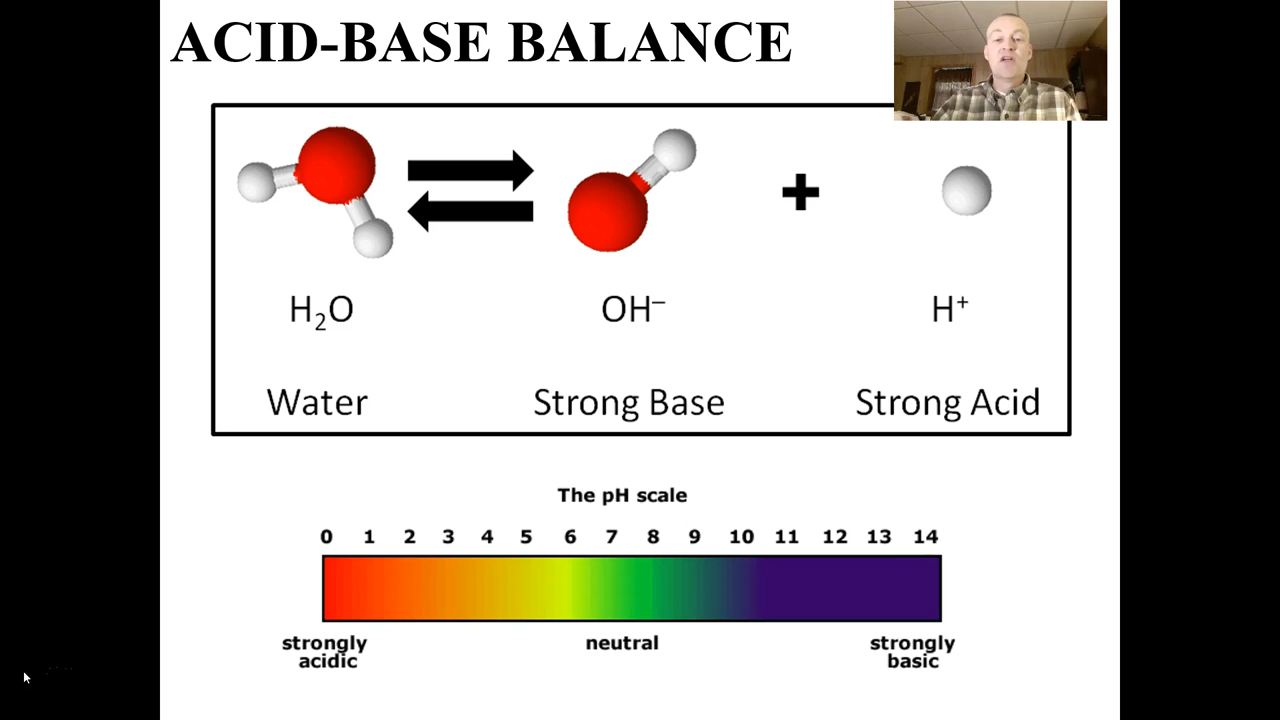 ACID-BASE BALANCE
+
H₂O OH⁻ H⁺
Water Strong Base Strong Acid
The pH scale
0 1 2 3 4 5 6 7 8 9 10 11 12 13 14
strongly acidic
neutral
strongly basic